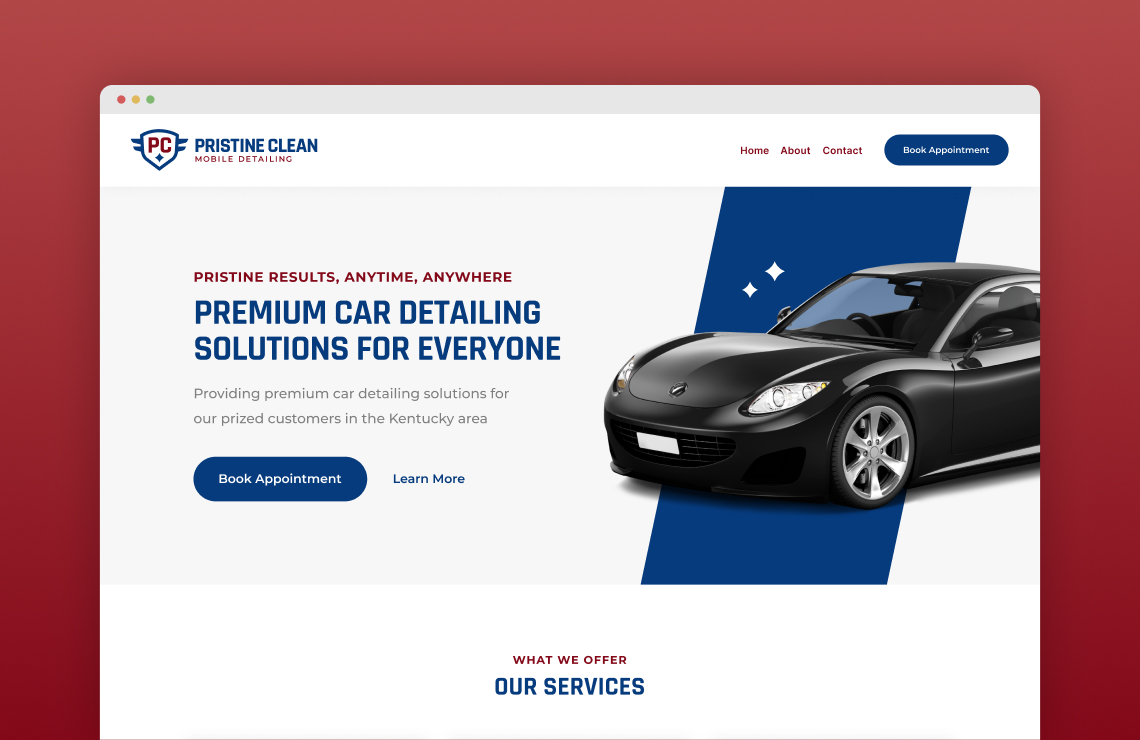 PC
PRISTINE CLEAN
MOBILE DETAILING
Home About Contact Book Appointment
PRISTINE RESULTS, ANYTIME, ANYWHERE
PREMIUM CAR DETAILING
SOLUTIONS FOR EVERYONE
Providing premium car detailing solutions for
our prized customers in the Kentucky area
Book Appointment Learn More
WHAT WE OFFER
OUR SERVICES